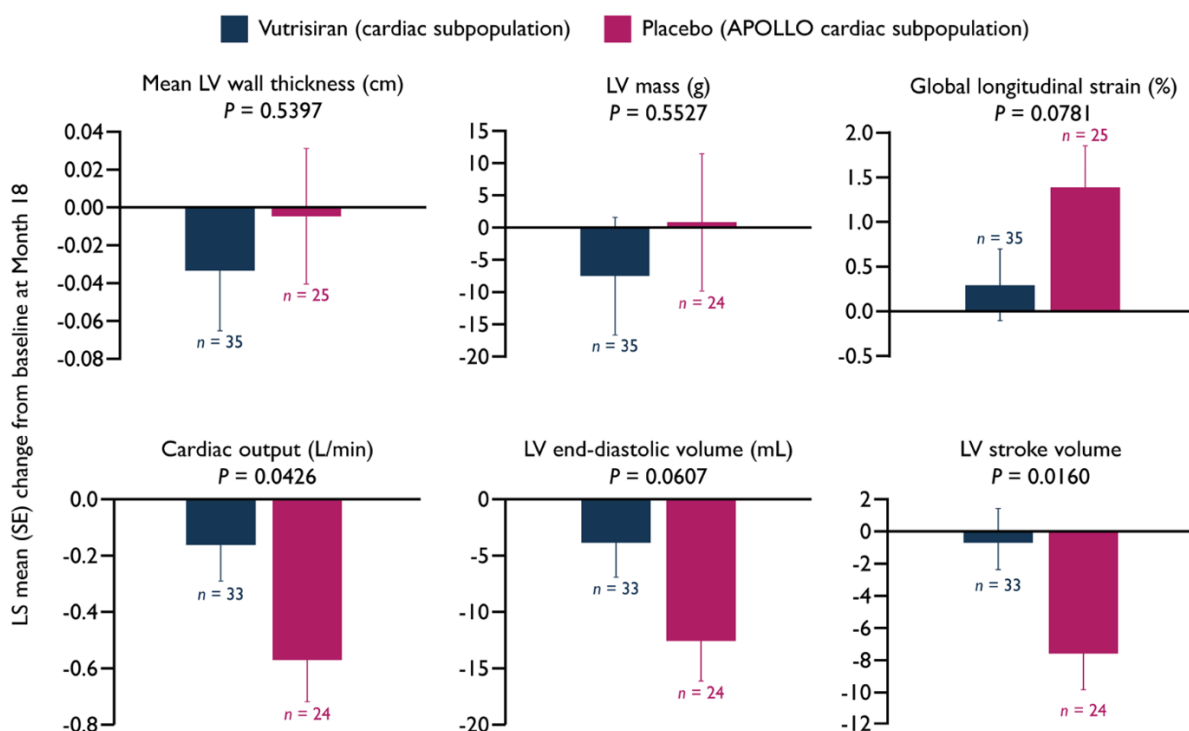 Vutrisiran (cardiac subpopulation)
Placebo (APOLLO cardiac subpopulation)
LS mean (SE) change from baseline at Month 18
Mean LV wall thickness (cm)
P = 0.5397
0.04
0.02
0.00
-0.02
-0.04
-0.06
-0.08
n = 35
n = 25
LV mass (g)
P = 0.5527
15
10
5
0
-5
-10
-15
-20
n = 35
n = 24
Global longitudinal strain (%)
P = 0.0781
2.0
1.5
1.0
0.5
0.0
-0.5
n = 35
n = 25
Cardiac output (L/min)
P = 0.0426
0.0
-0.2
-0.4
-0.6
-0.8
n = 33
n = 24
LV end-diastolic volume (mL)
P = 0.0607
0
-5
-10
-15
-20
n = 33
n = 24
LV stroke volume
P = 0.0160
2
0
-2
-4
-6
-8
-10
-12
n = 33
n = 24